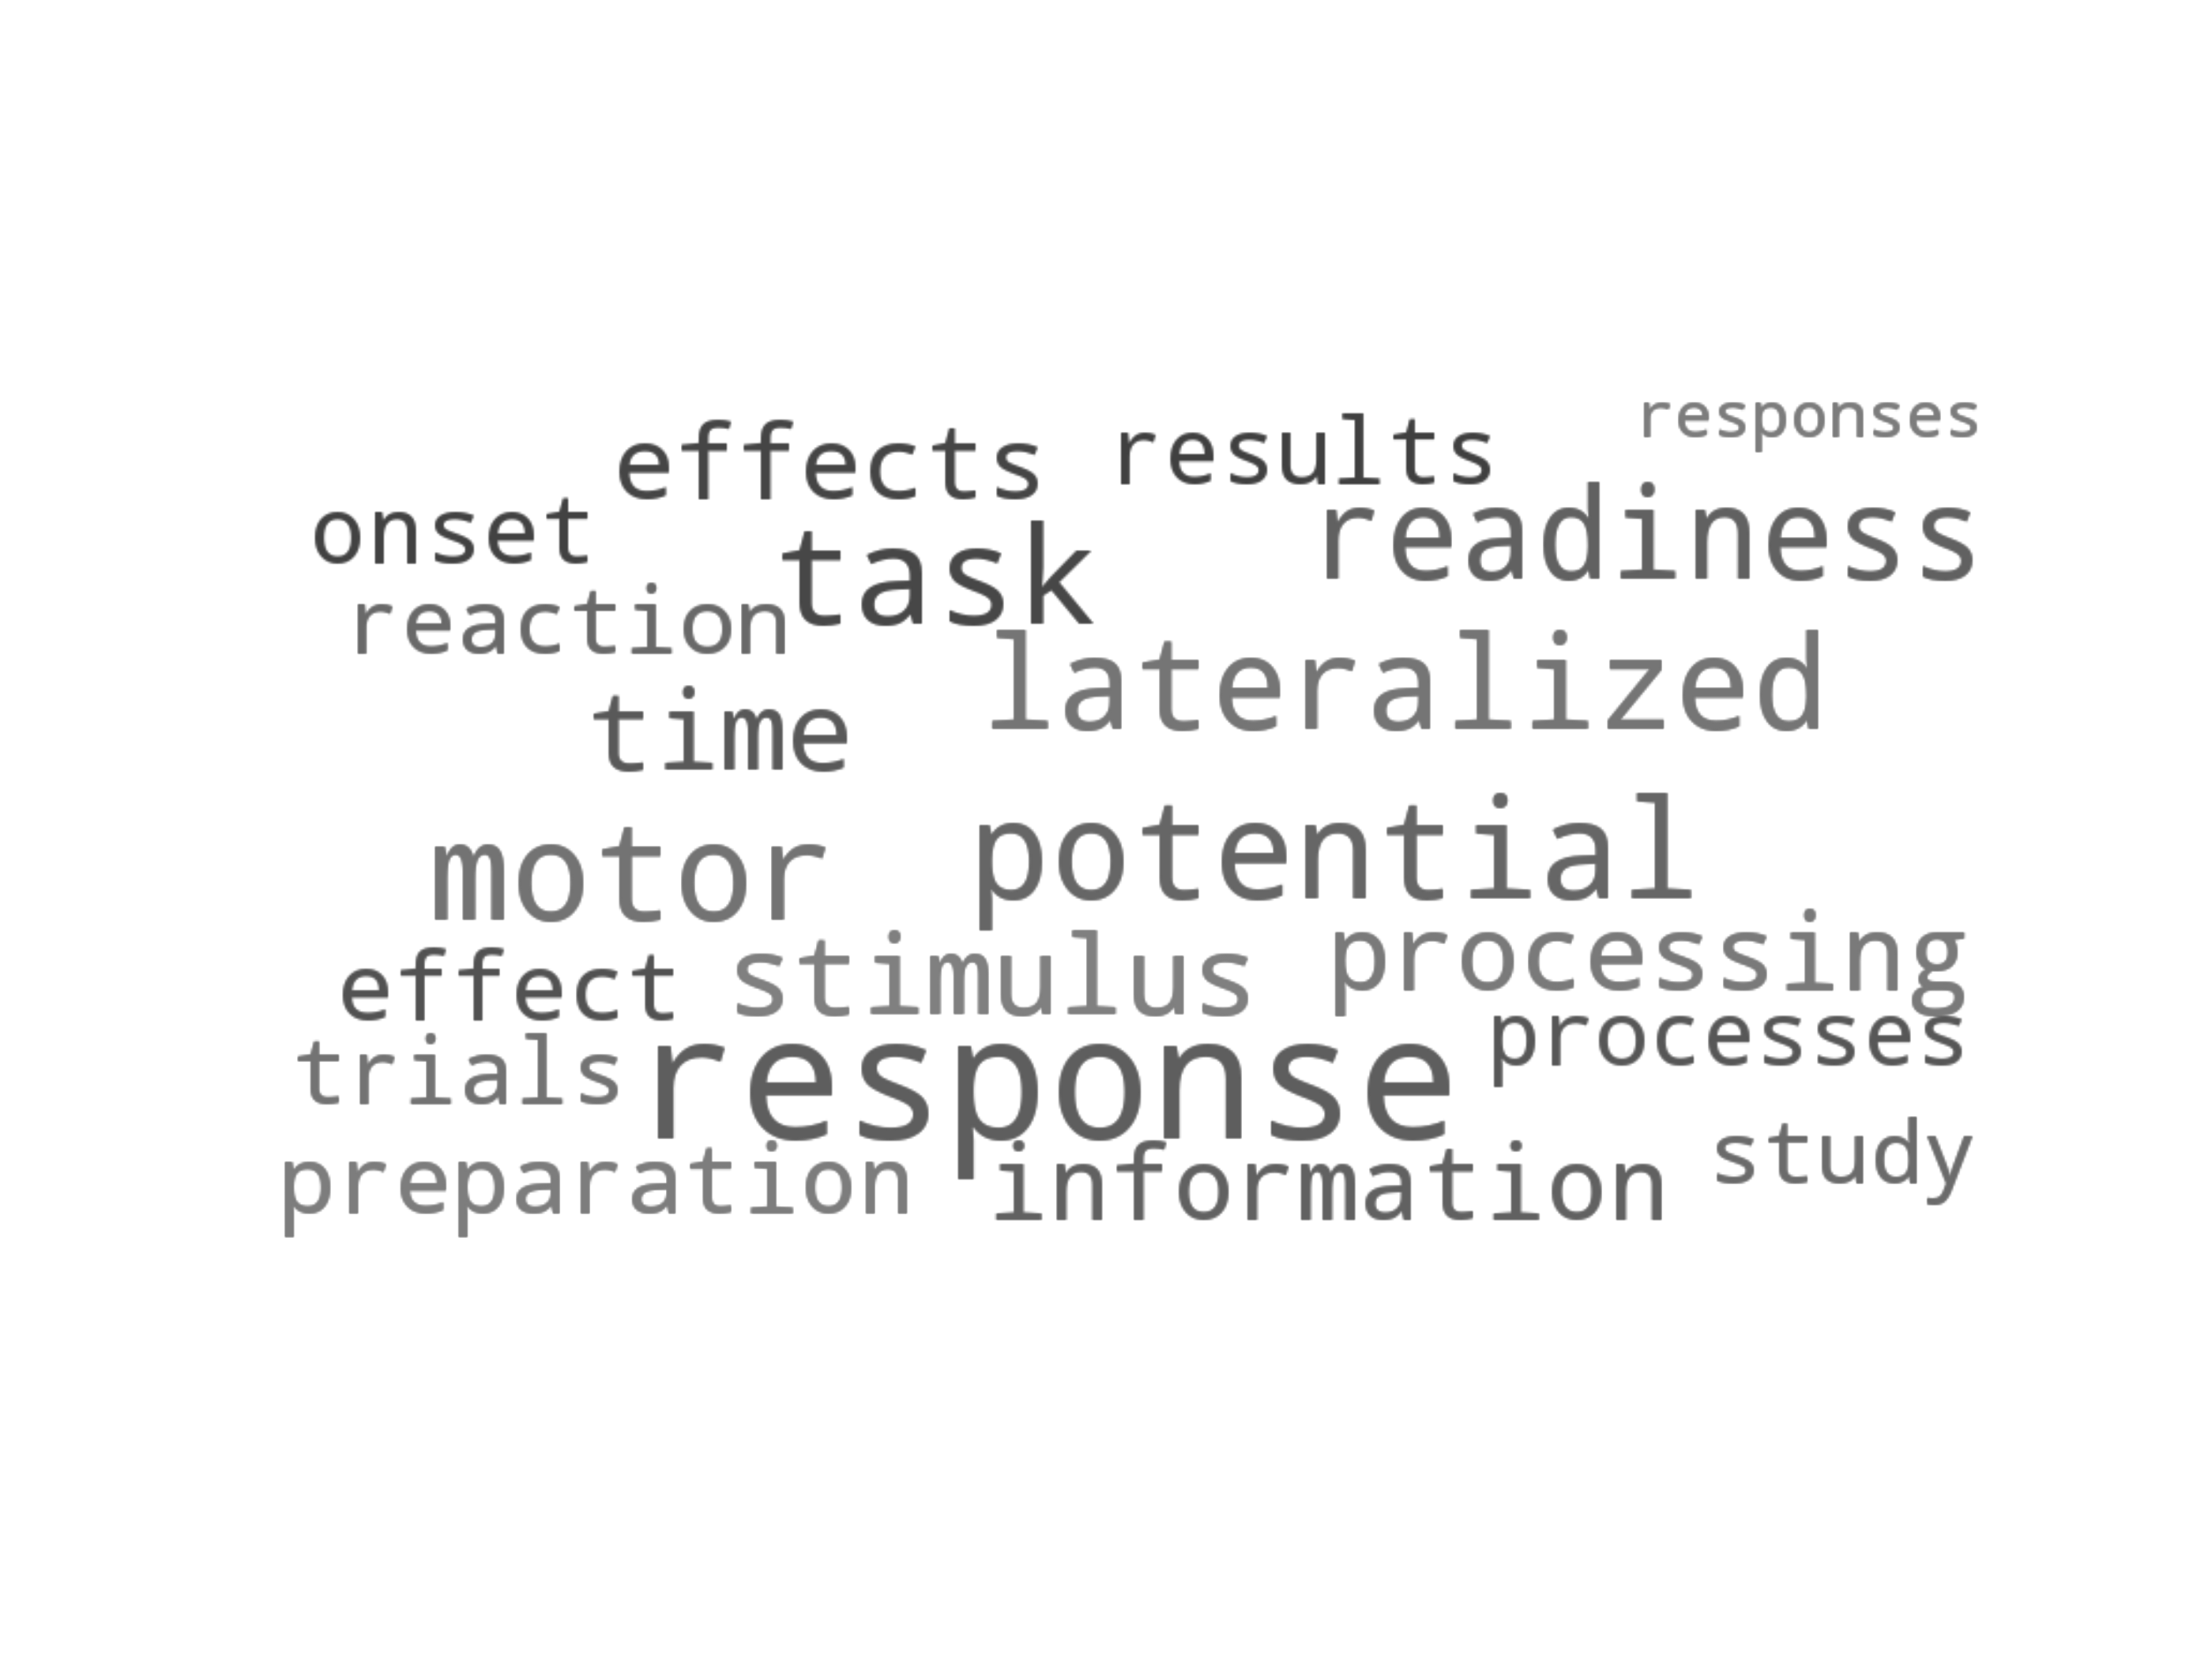 responses
effects results
onset task readiness
reaction
lateralized
time
motor potential
effect stimulus processing
trials response processes
preparation information study